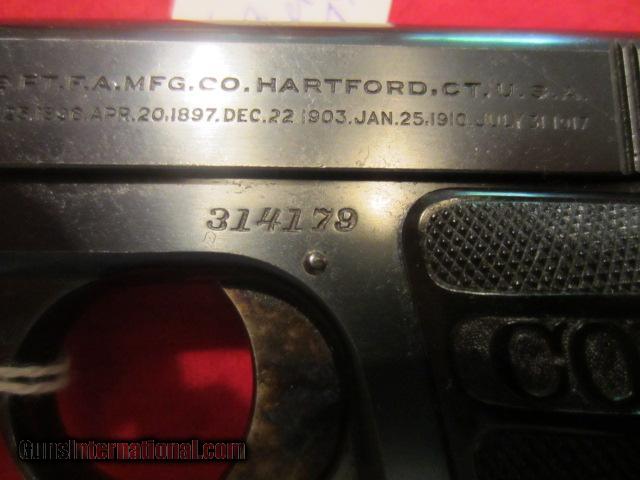 FT.F.A.MFG.CO. HARTFORD, CT. U.S.A.
APR.20.1897. DEC.22 1903. JAN.25.1910. JULY 31 1917
314179
CO
GunsInternational.com